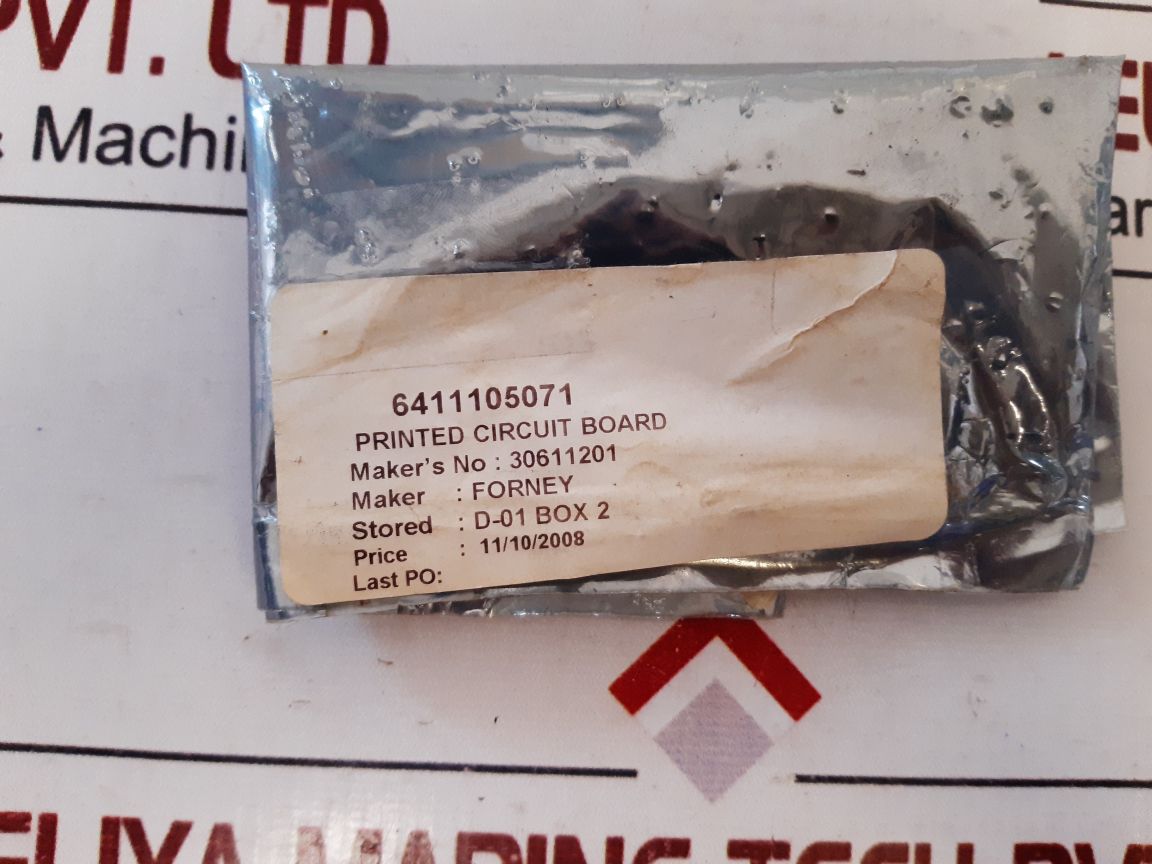 PVT. LTD
& Machi
6411105071
PRINTED CIRCUIT BOARD
Maker's No : 30611201
Maker : FORNEY
Stored : D-01 BOX 2
Price : 11/10/2008
Last PO: